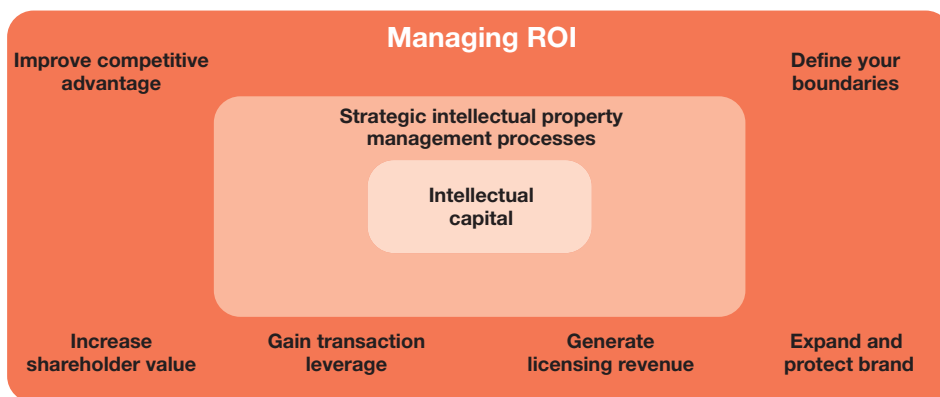 Managing ROI
Improve competitive
advantage
Define your
boundaries
Strategic intellectual property
management processes
Intellectual
capital
Increase
shareholder value
Gain transaction
leverage
Generate
licensing revenue
Expand and
protect brand